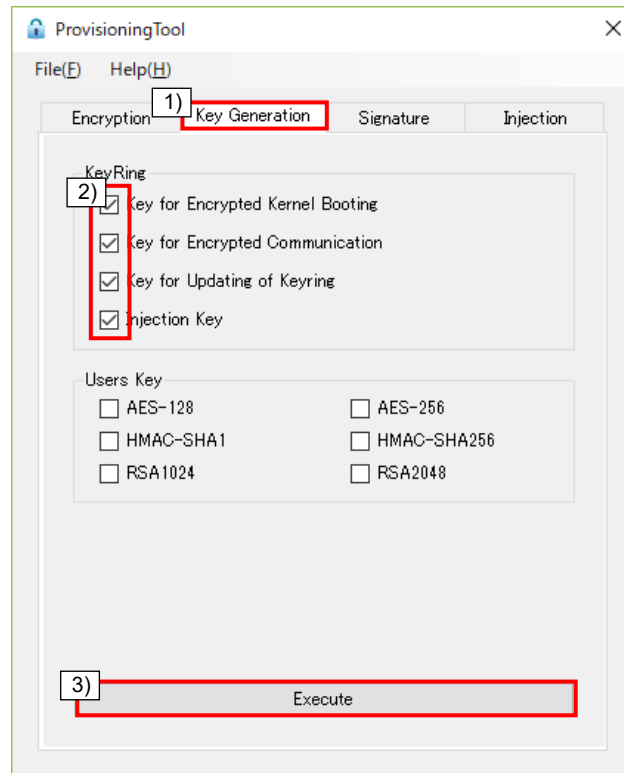 ProvisioningTool
File(F) Help(H)
1)
Encryption Key Generation Signature Injection
KeyRing
2)
Key for Encrypted Kernel Booting
Key for Encrypted Communication
Key for Updating of Keyring
Injection Key
Users Key
AES-128 AES-256
HMAC-SHA1 HMAC-SHA256
RSA1024 RSA2048
3)
Execute